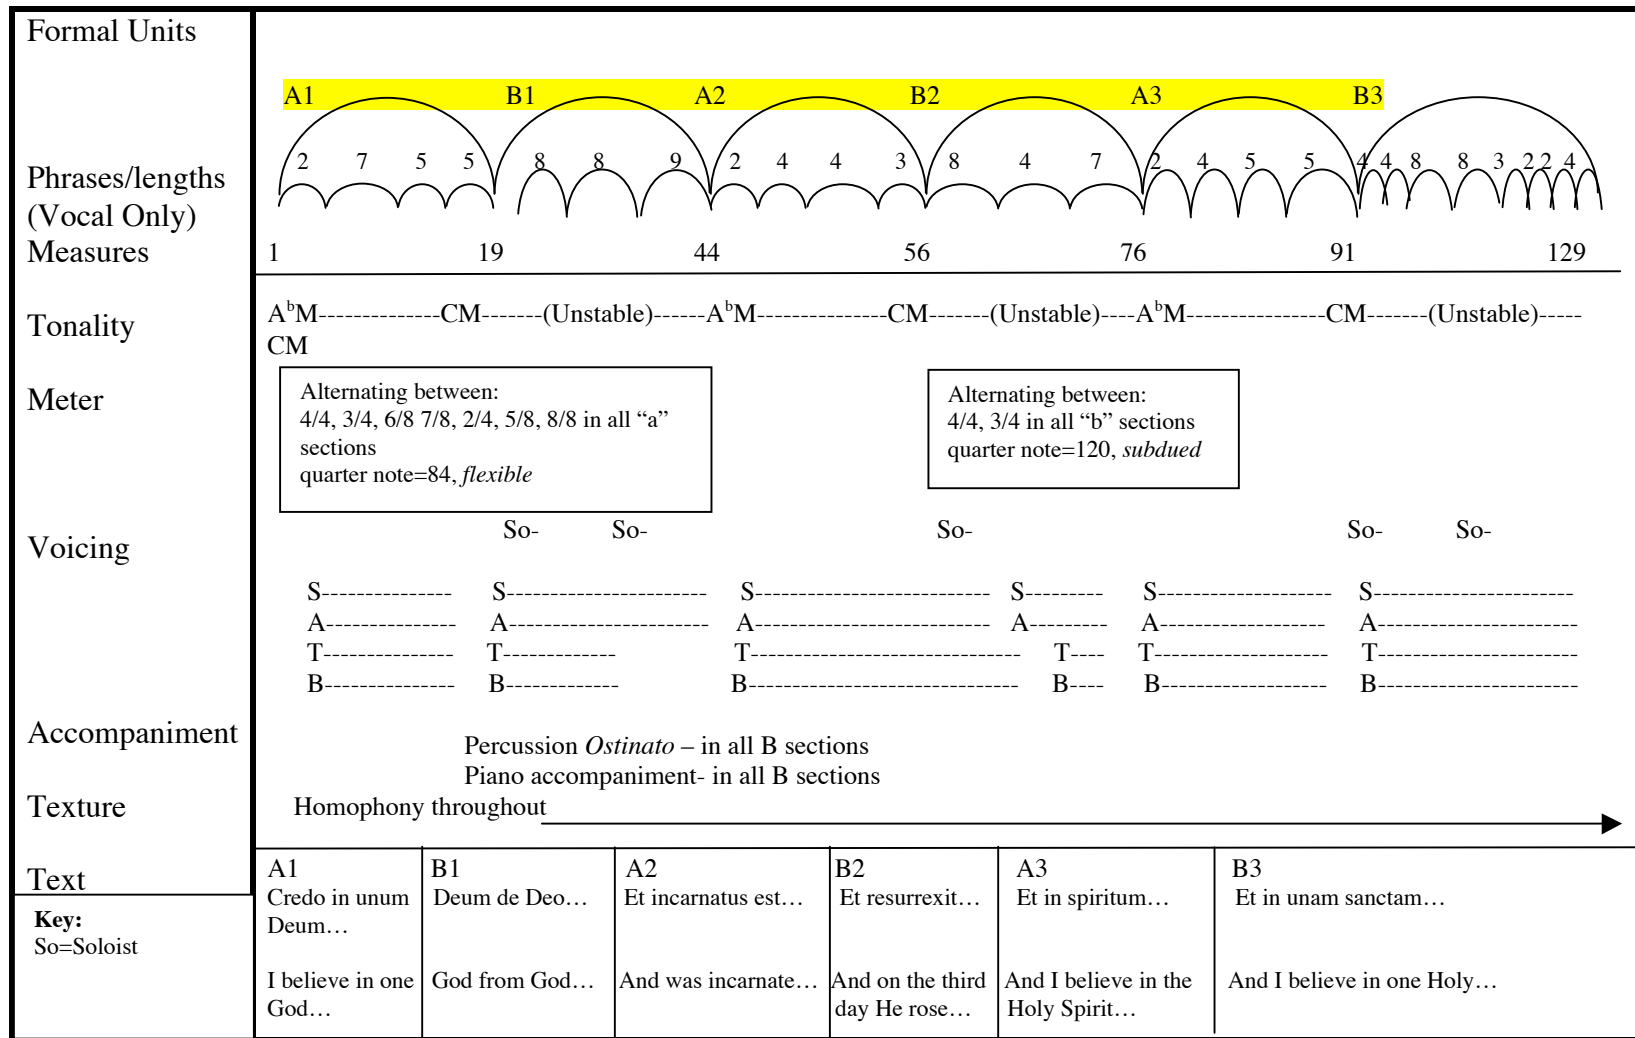 Formal Units
A1 B1 A2 B2 A3 B3
2 7 5 5 8 8 9 2 4 4 3 8 4 7 2 4 5 5 4 4 8 8 3 2 2 4
Phrases/lengths
(Vocal Only)
Measures 1 19 44 56 76 91 129
Tonality AᵇM--------------CM-------(Unstable)------AᵇM---------------CM-------(Unstable)----AᵇM----------------CM-------(Unstable)-----
CM
Meter
Alternating between:
4/4, 3/4, 6/8 7/8, 2/4, 5/8, 8/8 in all “a”
sections
quarter note=84, flexible
Alternating between:
4/4, 3/4 in all “b” sections
quarter note=120, subdued
Voicing
So- So- So- So- So-
S--------------- S----------------------- S--------------------------- S--------- S-------------------- S-----------------------
A--------------- A----------------------- A--------------------------- A--------- A------------------- A----------------------
T--------------- T------------- T------------------------------- T---- T------------------- T-----------------------
B--------------- B------------- B------------------------------- B---- B------------------- B-----------------------
Accompaniment
Percussion Ostinato – in all B sections
Piano accompaniment- in all B sections
Texture Homophony throughout
Text
A1
Credo in unum
Deum…
I believe in one
God…
B1
Deum de Deo…
God from God…
A2
Et incarnatus est…
And was incarnate…
B2
Et resurrexit…
And on the third
day He rose…
A3
Et in spiritum…
And I believe in the
Holy Spirit…
B3
Et in unam sanctam…
And I believe in one Holy…
Key:
So=Soloist